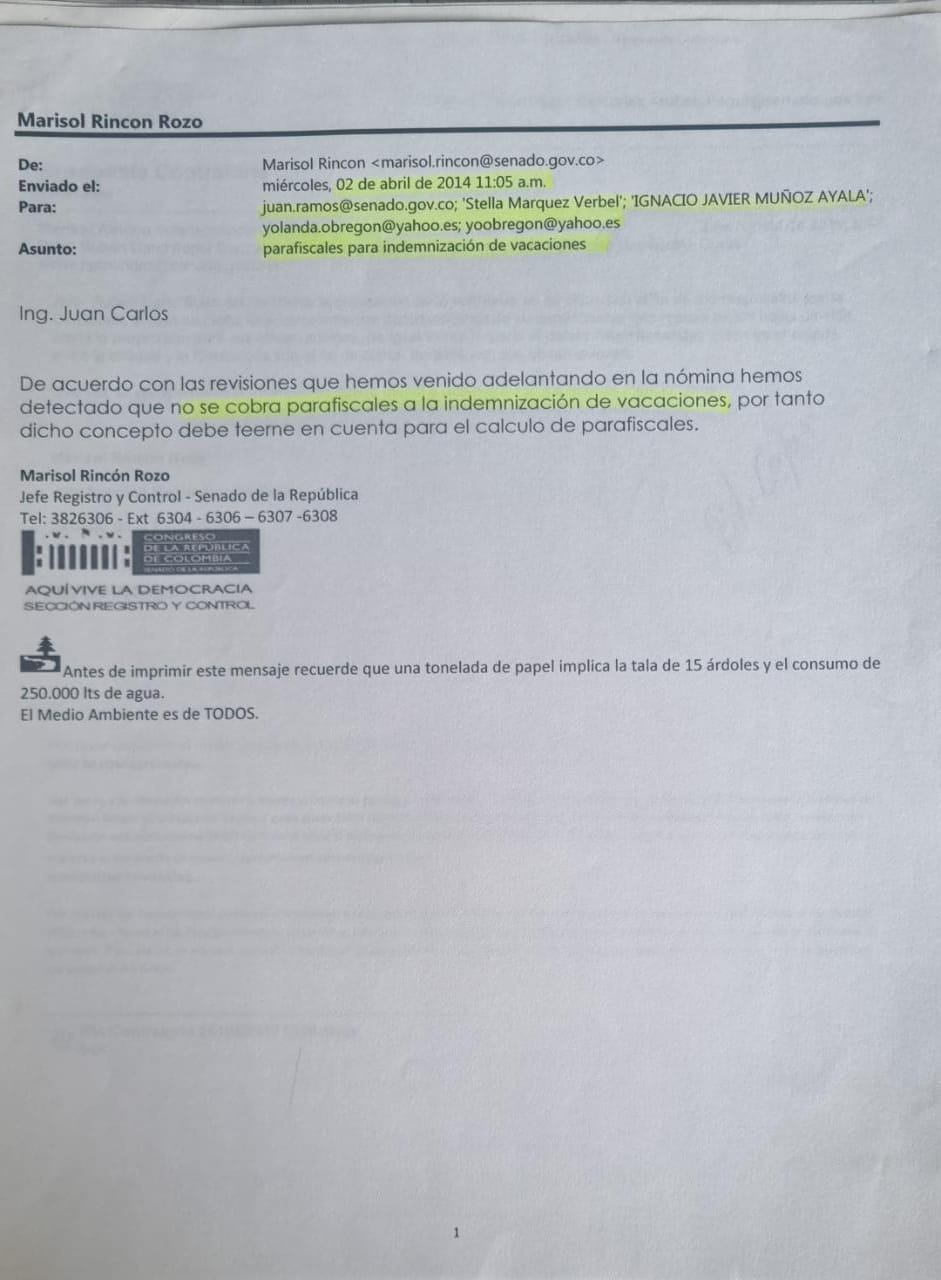 Marisol Rincon Rozo
De: Marisol Rincon <marisol.rincon@senado.gov.co>
Enviado el: miércoles, 02 de abril de 2014 11:05 a.m.
Para: juan.ramos@senado.gov.co; 'Stella Marquez Verbel'; 'IGNACIO JAVIER MUÑOZ AYALA';
yolanda.obregon@yahoo.es; yoobregon@yahoo.es
Asunto: parafiscales para indemnización de vacaciones
Ing. Juan Carlos
De acuerdo con las revisiones que hemos venido adelantando en la nómina hemos
detectado que no se cobra parafiscales a la indemnización de vacaciones, por tanto
dicho concepto debe teerne en cuenta para el calculo de parafiscales.
Marisol Rincón Rozo
Jefe Registro y Control - Senado de la República
Tel: 3826306 - Ext 6304 - 6306 – 6307 -6308
CONGRESO
DE LA REPUBLICA
DE COLOMBIA
SENADO DE LA REPUBLICA
AQUÍ VIVE LA DEMOCRACIA
SECCIÓN REGISTRO Y CONTROL
Antes de imprimir este mensaje recuerde que una tonelada de papel implica la tala de 15 árdoles y el consumo de
250.000 lts de agua.
El Medio Ambiente es de TODOS.
1